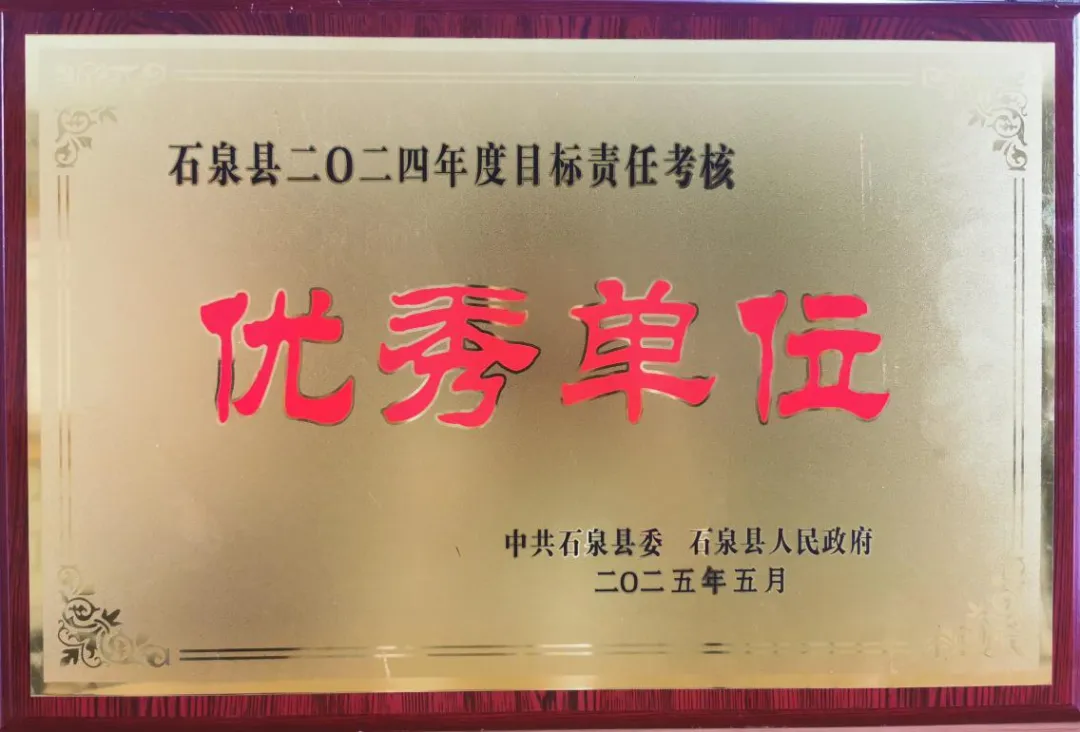 石泉县二〇二四年度目标责任考核
优秀单位
中共石泉县委 石泉县人民政府
二〇二五年五月